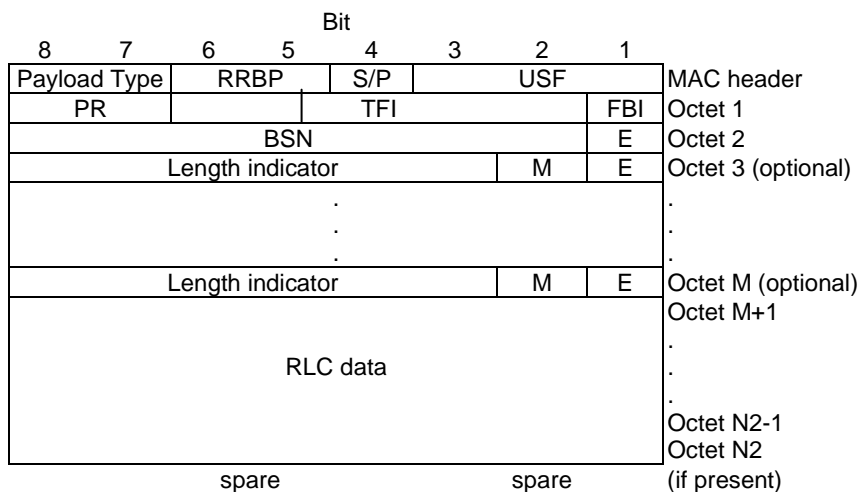 Bit
8 7 6 5 4 3 2 1
Payload Type RRBP S/P USF MAC header
PR TFI FBI Octet 1
BSN E Octet 2
Length indicator M E Octet 3 (optional)
. .
. .
. .
Length indicator M E Octet M (optional)
Octet M+1
.
RLC data .
.
Octet N2-1
Octet N2
spare spare (if present)